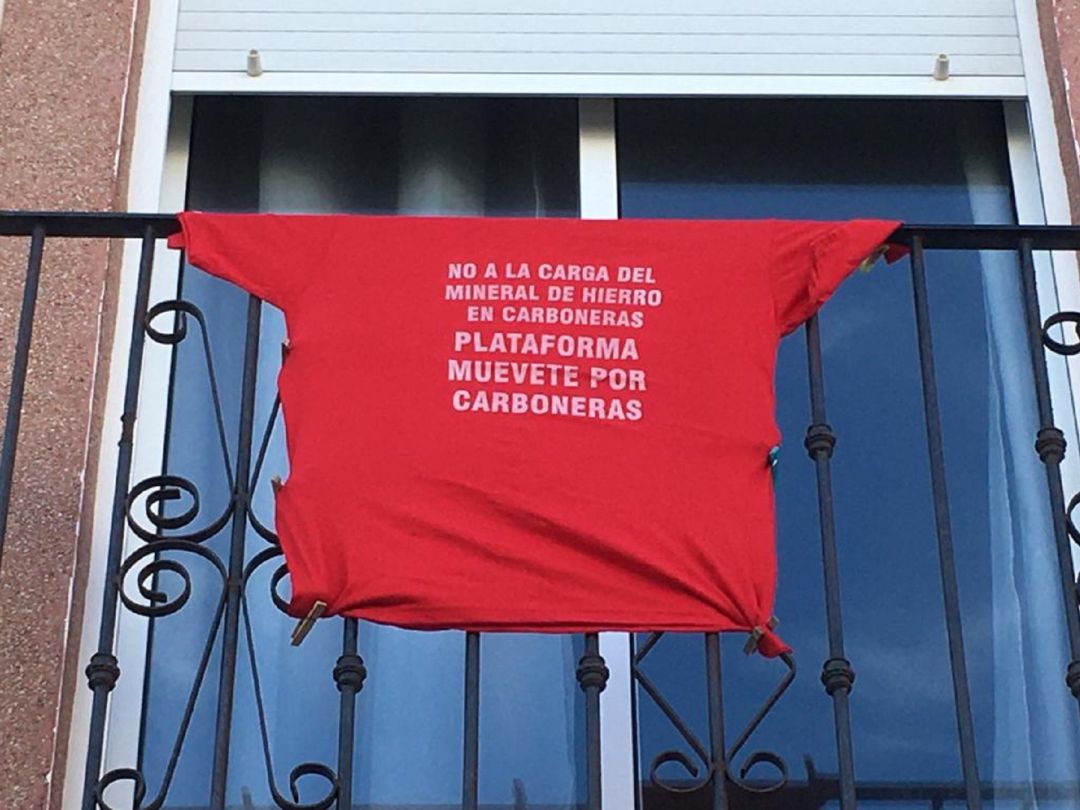 NO A LA CARGA DEL
MINERAL DE HIERRO
EN CARBONERAS
PLATAFORMA
MUEVETE POR
CARBONERAS